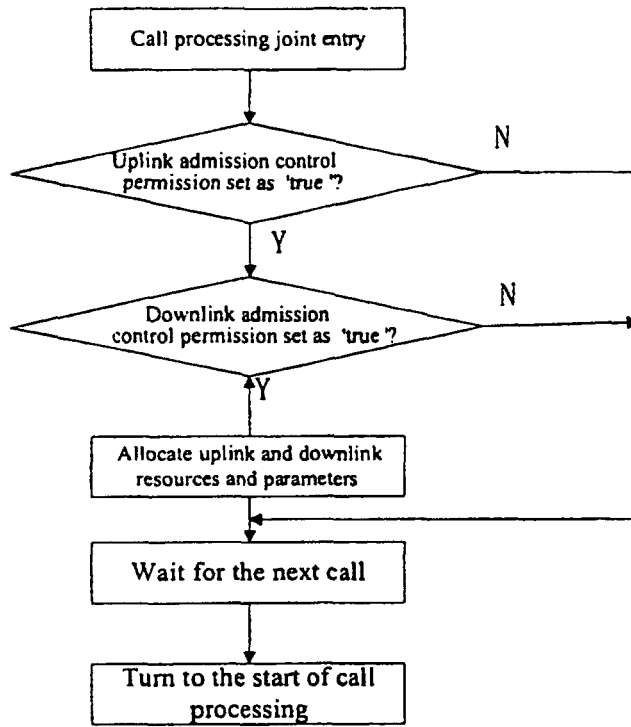 Call processing joint entry
N
Uplink admission control
permission set as 'true'?
Y
N
Downlink admission
control permission set as 'true'?
Y
Allocate uplink and downlink
resources and parameters
Wait for the next call
Turn to the start of call
processing